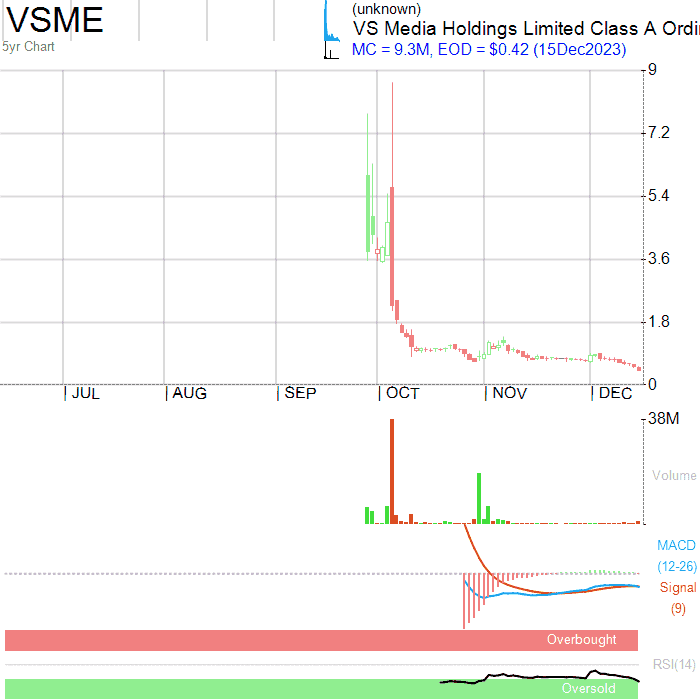 VSME
5yr Chart
(unknown)
VS Media Holdings Limited Class A Ordi
MC = 9.3M, EOD = $0.42 (15Dec2023)
9
7.2
5.4
3.6
1.8
0
JUL AUG SEP OCT NOV DEC
38M
Volume
MACD
(12-26)
Signal
(9)
Overbought
RSI(14)
Oversold